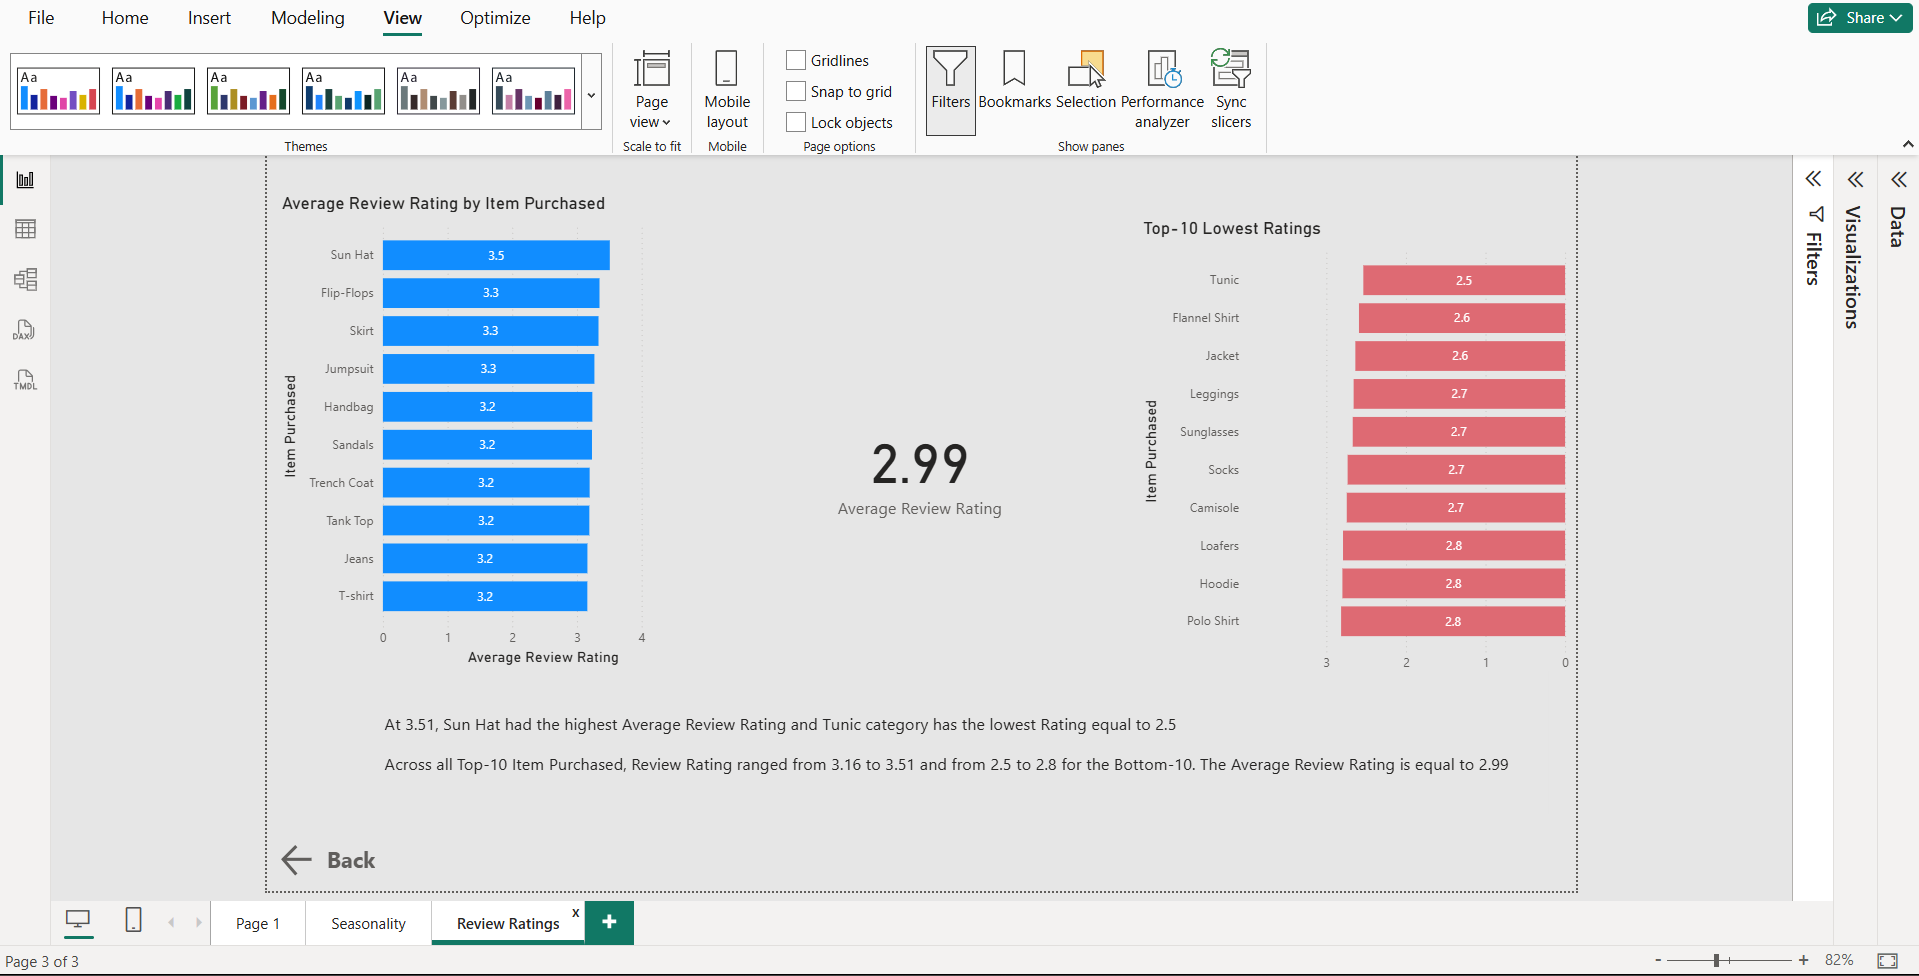 File Home Insert Modeling View Optimize Help Share
Aa Aa Aa Aa Aa Aa
Themes
Page view
Scale to fit
Mobile layout
Mobile
Gridlines
Snap to grid
Lock objects
Page options
Filters Bookmarks Selection Performance analyzer Sync slicers
Show panes
DAX
TMDL
Average Review Rating by Item Purchased
Item Purchased
Sun Hat 3.5
Flip-Flops 3.3
Skirt 3.3
Jumpsuit 3.3
Handbag 3.2
Sandals 3.2
Trench Coat 3.2
Tank Top 3.2
Jeans 3.2
T-shirt 3.2
0 1 2 3 4
Average Review Rating
2.99
Average Review Rating
Top-10 Lowest Ratings
Item Purchased
Tunic 2.5
Flannel Shirt 2.6
Jacket 2.6
Leggings 2.7
Sunglasses 2.7
Socks 2.7
Camisole 2.7
Loafers 2.8
Hoodie 2.8
Polo Shirt 2.8
3 2 1 0
At 3.51, Sun Hat had the highest Average Review Rating and Tunic category has the lowest Rating equal to 2.5
Across all Top-10 Item Purchased, Review Rating ranged from 3.16 to 3.51 and from 2.5 to 2.8 for the Bottom-10. The Average Review Rating is equal to 2.99
Back
Filters
Visualizations
Data
Page 1 Seasonality Review Ratings x +
Page 3 of 3
- + 82%